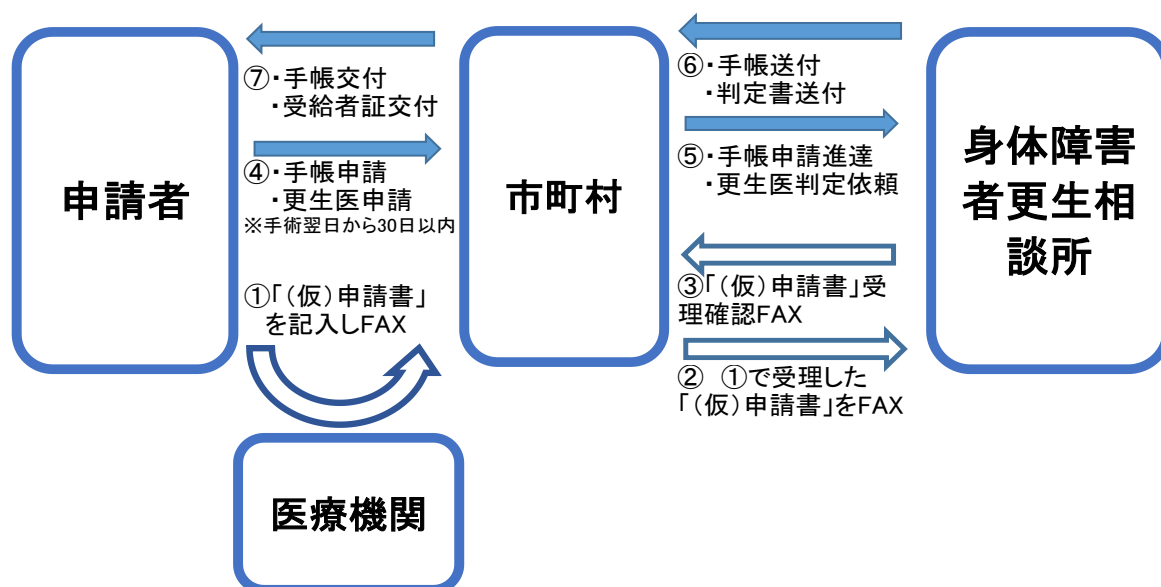 申請者
⑦・手帳交付
・受給者証交付
④・手帳申請
・更生医申請
※手術翌日から30日以内
①「(仮)申請書」
を記入しFAX
医療機関
市町村
⑥・手帳送付
・判定書送付
⑤・手帳申請進達
・更生医判定依頼
③「(仮)申請書」受
理確認FAX
② ①で受理した
「(仮)申請書」をFAX
身体障害
者更生相
談所